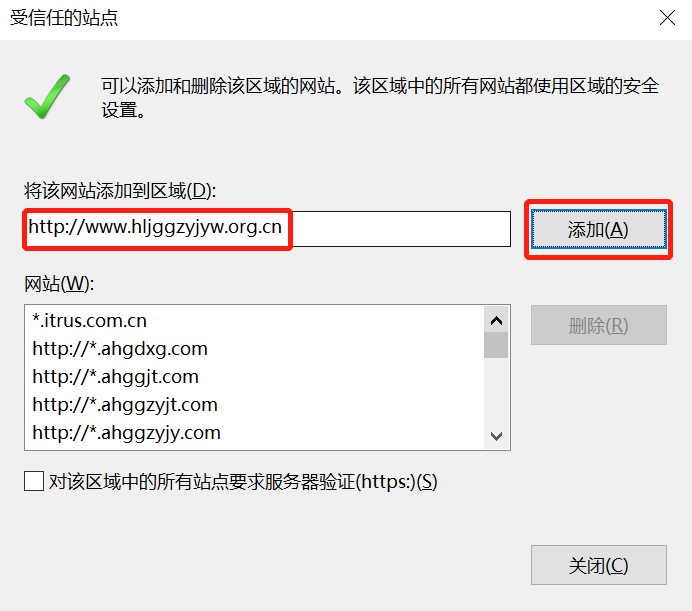 受信任的站点
可以添加和删除该区域的网站。该区域中的所有网站都使用区域的安全
设置。
将该网站添加到区域(D):
http://www.hljggzyjyw.org.cn
添加(A)
网站(W):
*.itrus.com.cn
http://*.ahgdxg.com
http://*.ahggjt.com
http://*.ahggzyjt.com
http://*.ahggzyjy.com
删除(R)
对该区域中的所有站点要求服务器验证(https:)(S)
关闭(C)